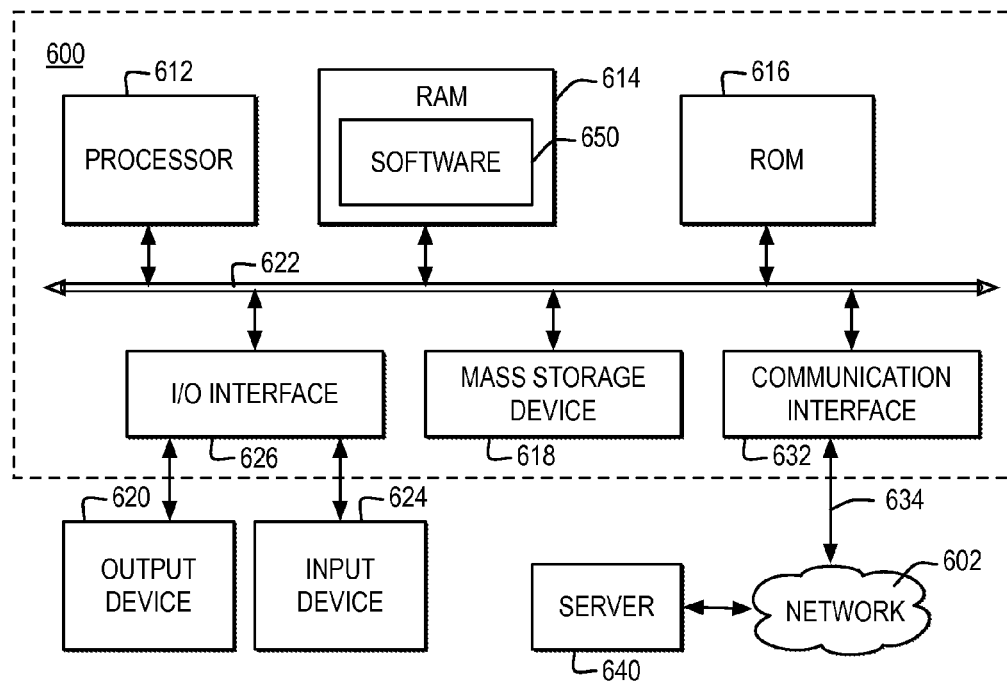 600
612
PROCESSOR
RAM
614
SOFTWARE
650
616
ROM
622
I/O INTERFACE
626
MASS STORAGE
DEVICE
618
COMMUNICATION
INTERFACE
632
620
OUTPUT
DEVICE
624
INPUT
DEVICE
634
SERVER
640
602
NETWORK